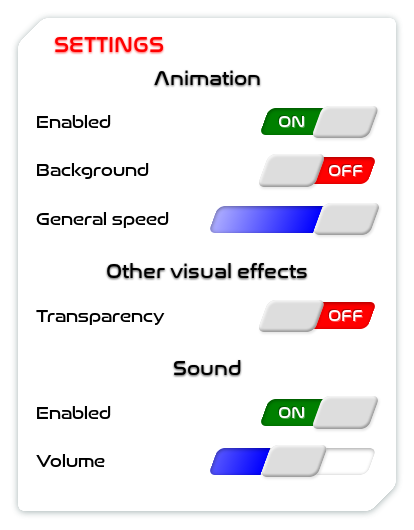 SETTINGS
Animation
Enabled ON
Background OFF
General speed
Other visual effects
Transparency OFF
Sound
Enabled ON
Volume